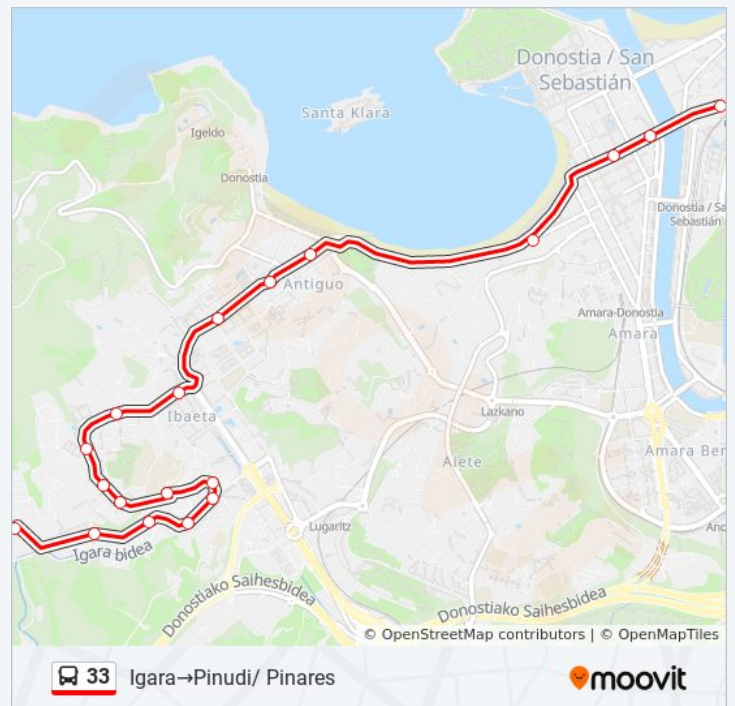 Donostia / San
Sebastián
Santa Klara
Igeldo
Donostia
Donostia / Sa
Sebastián
Antiguo
Amara-Donostia
Amara
Ibaeta
Lazkano
Aiete
Amara Ber
Lugaritz
Igara bidea
Donostiako Saihesbidea
Donostiako Saihesbidea
© OpenStreetMap contributors | © OpenMapTiles
33 Igara→Pinudi/ Pinares
moovit